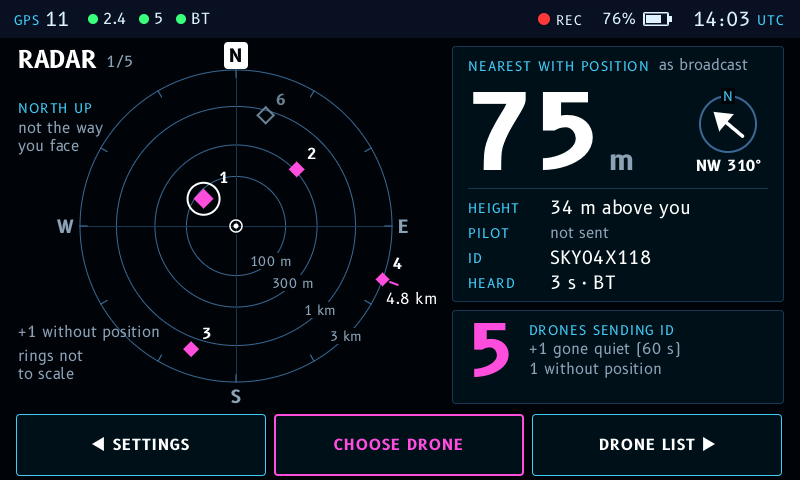 GPS 11 2.4 5 BT REC 76% 14:03 UTC
RADAR 1/5
N
NORTH UP
not the way
you face
6
2
1
W
E
100 m
300 m
1 km
3 km
4
4.8 km
3
+1 without position
rings not
to scale
S
NEAREST WITH POSITION as broadcast
75 m
N
NW 310°
HEIGHT 34 m above you
PILOT not sent
ID SKY04X118
HEARD 3 s · BT
5
DRONES SENDING ID
+1 gone quiet (60 s)
1 without position
◀ SETTINGS
CHOOSE DRONE
DRONE LIST ▶